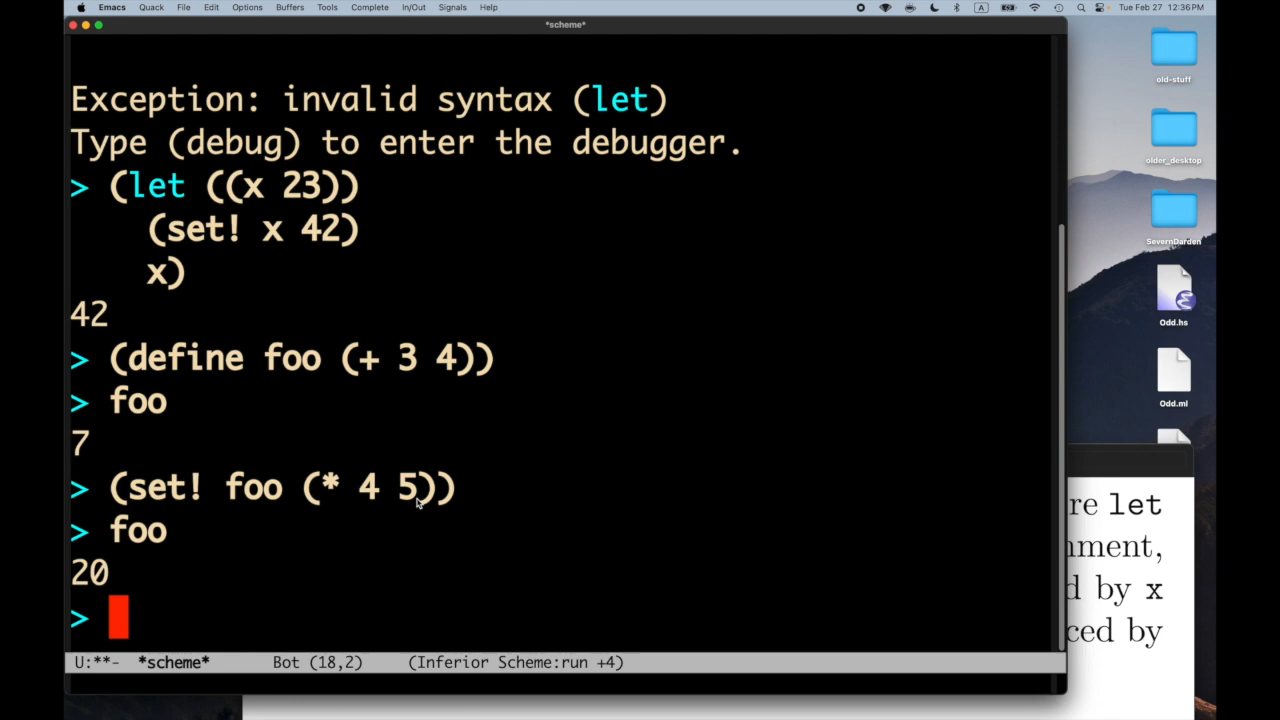 Emacs Quack File Edit Options Buffers Tools Complete In/Out Signals Help
A
Tue Feb 27 12:36 PM
*scheme*
Exception: invalid syntax (let)
Type (debug) to enter the debugger.
> (let ((x 23))
(set! x 42)
x)
42
> (define foo (+ 3 4))
> foo
7
> (set! foo (* 4 5))
> foo
20
>
U:**- *scheme* Bot (18,2) (Inferior Scheme:run +4)
old-stuff
older_desktop
SevernDarden
Odd.hs
Odd.ml
re let
nment,
d by x
ced by